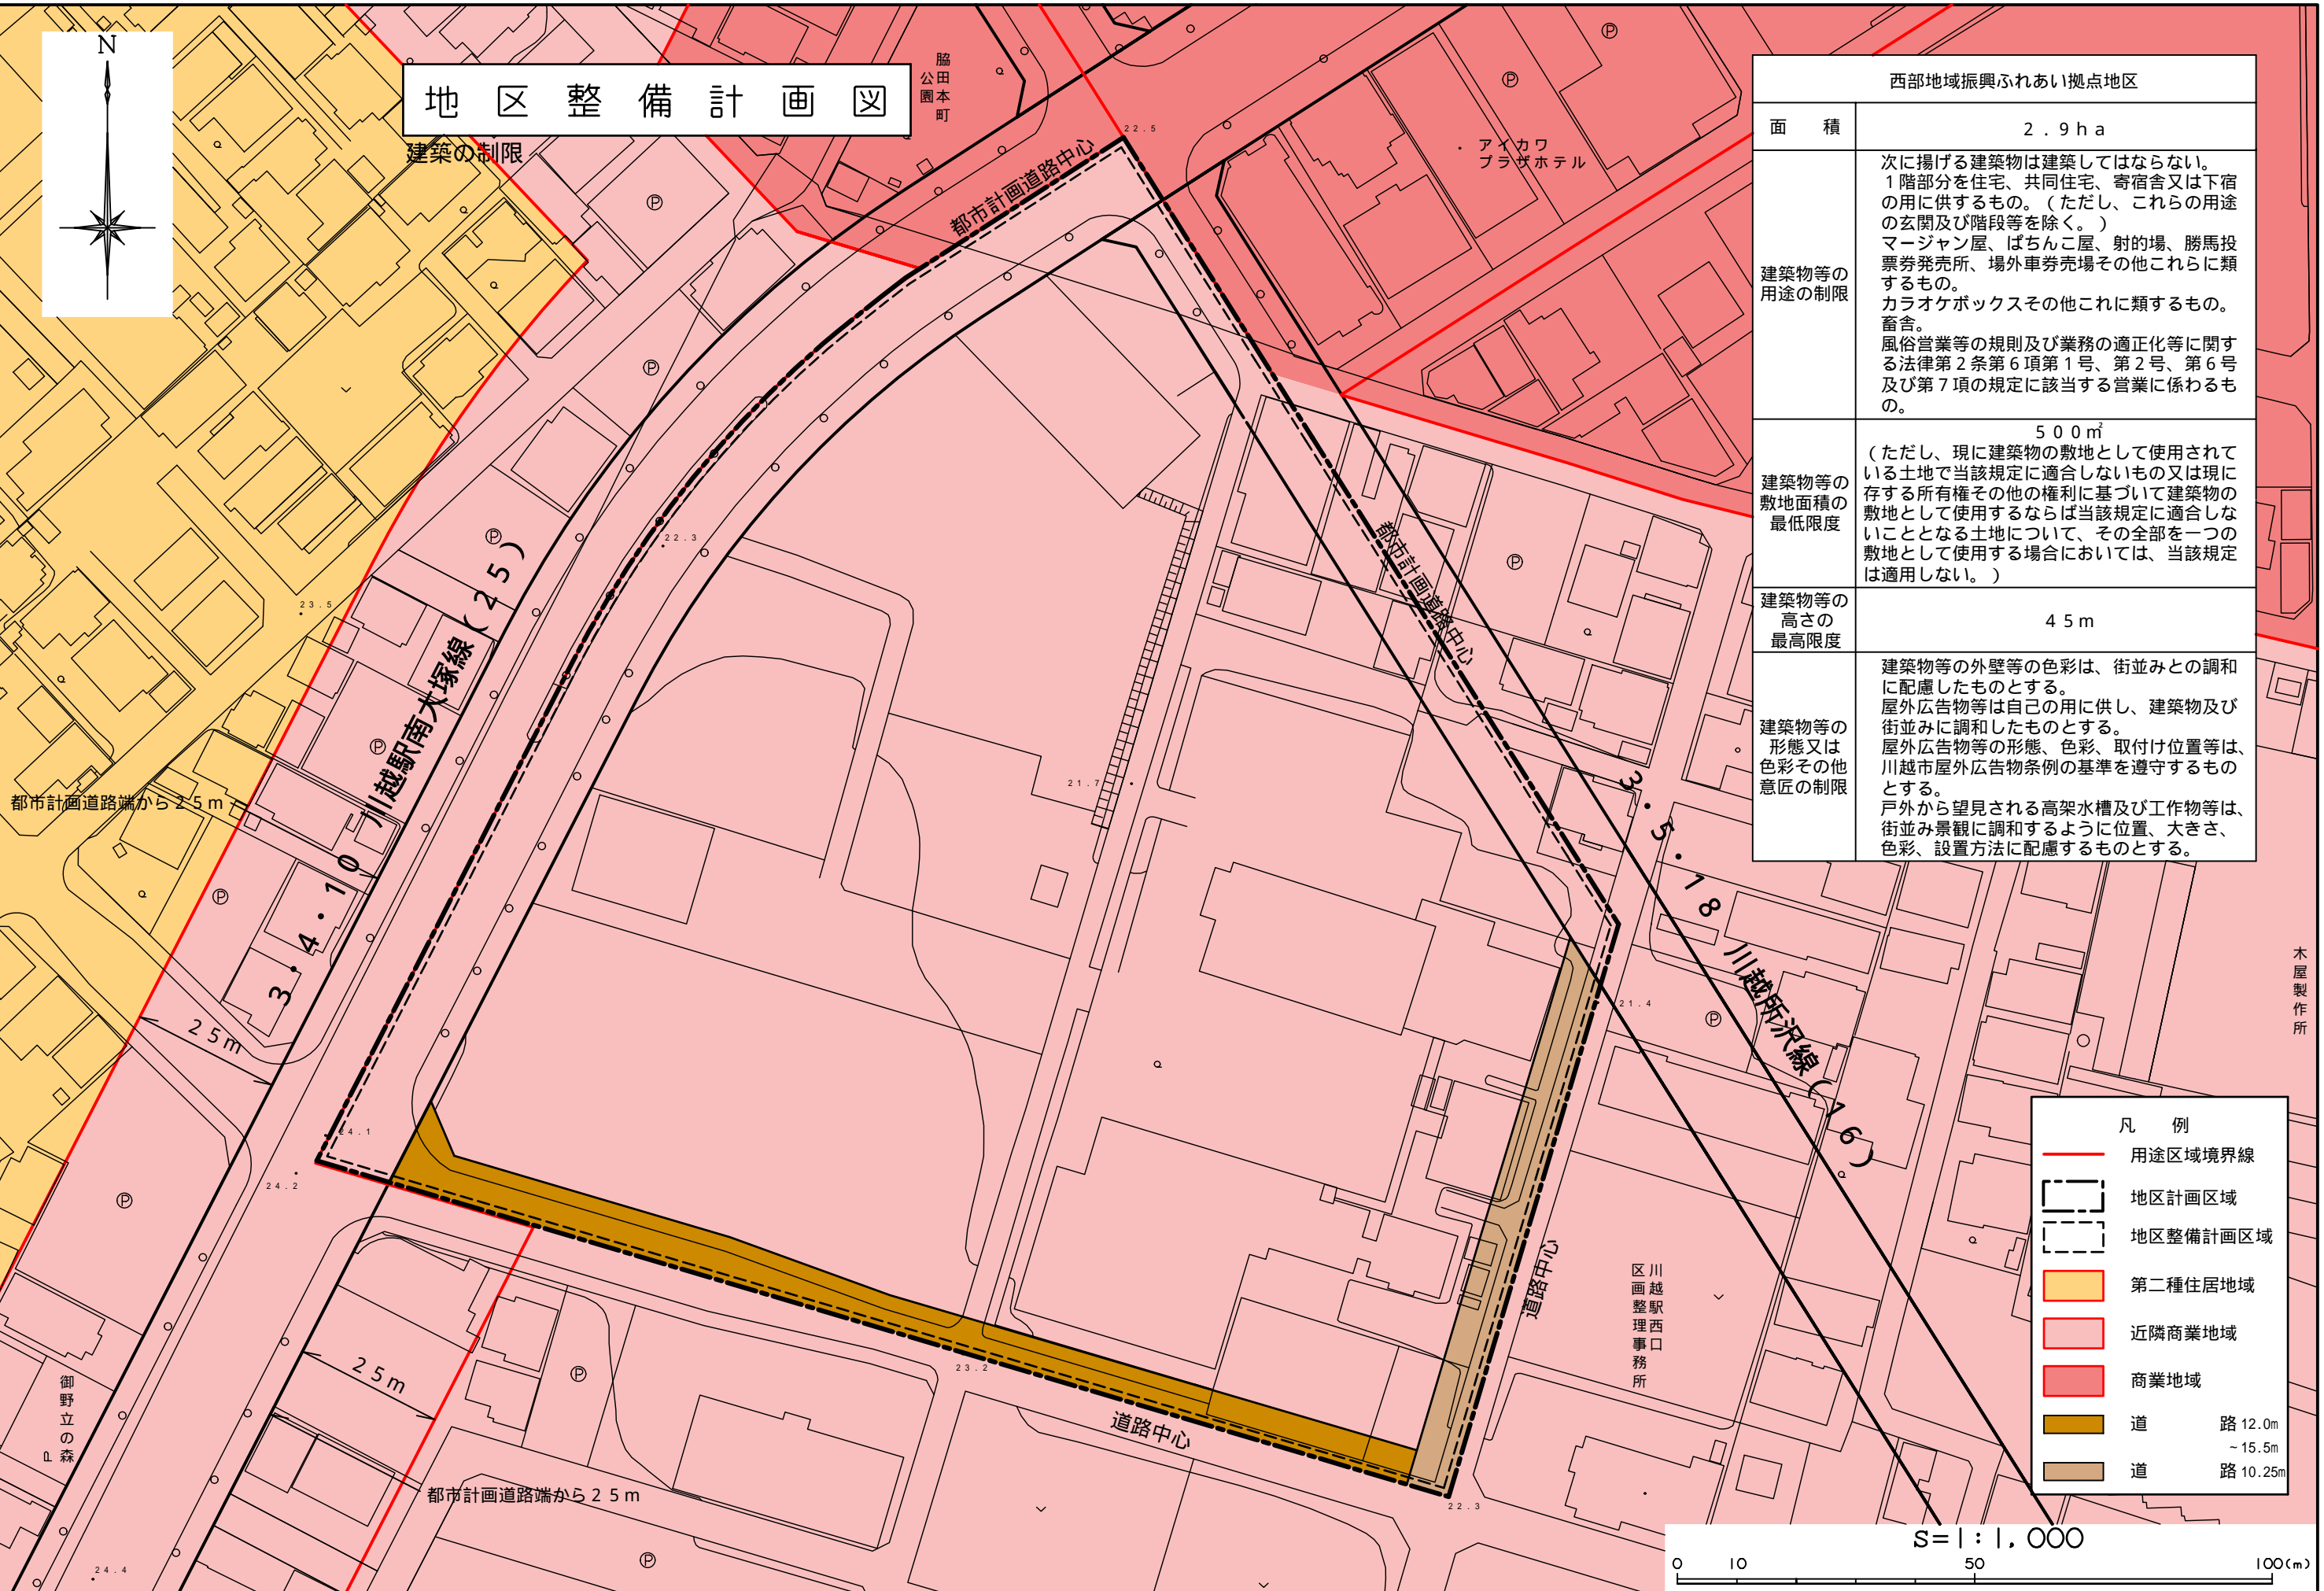 N
地区整備計画図
建築の制限
脇田本町
公園
22.5
都市計画道路中心
アイカワ
プラザホテル
西部地域振興ふれあい拠点地区
面　積
2.9ha
建築物等の
用途の制限
次に揚げる建築物は建築してはならない。
1階部分を住宅、共同住宅、寄宿舎又は下宿
の用に供するもの。(ただし、これらの用途
の玄関及び階段等を除く。)
マージャン屋、ぱちんこ屋、射的場、勝馬投
票券発売所、場外車券売場その他これらに類
するもの。
カラオケボックスその他これに類するもの。
畜舎。
風俗営業等の規則及び業務の適正化等に関す
る法律第2条第6項第1号、第2号、第6号
及び第7項の規定に該当する営業に係わるも
の。
建築物等の
敷地面積の
最低限度
500㎡
(ただし、現に建築物の敷地として使用されて
いる土地で当該規定に適合しないもの又は現に
存する所有権その他の権利に基づいて建築物の
敷地として使用するならば当該規定に適合しな
いこととなる土地について、その全部を一つの
敷地として使用する場合においては、当該規定
は適用しない。)
建築物等の
高さの
最高限度
45m
建築物等の
形態又は
色彩その他
意匠の制限
建築物等の外壁等の色彩は、街並みとの調和
に配慮したものとする。
屋外広告物等は自己の用に供し、建築物及び
街並みに調和したものとする。
屋外広告物等の形態、色彩、取付け位置等は、
川越市屋外広告物条例の基準を遵守するもの
とする。
戸外から望見される高架水槽及び工作物等は、
街並み景観に調和するように位置、大きさ、
色彩、設置方法に配慮するものとする。
22.3
23.5
都市計画道路中心
3・4・10 川越駅南大塚線(25)
都市計画道路端から25m
21.7
3・5・18 川越所沢線(16)
木屋製作所
25m
21.4
24.1
24.2
道路中心
川越駅西口
区画整理事務所
23.2
25m
御野立の森
P
道路中心
都市計画道路端から25m
22.3
24.4
凡　例
用途区域境界線
地区計画区域
地区整備計画区域
第二種住居地域
近隣商業地域
商業地域
道　路 12.0m
~15.5m
道　路 10.25m
S=1:1,000
0 10 50 100(m)